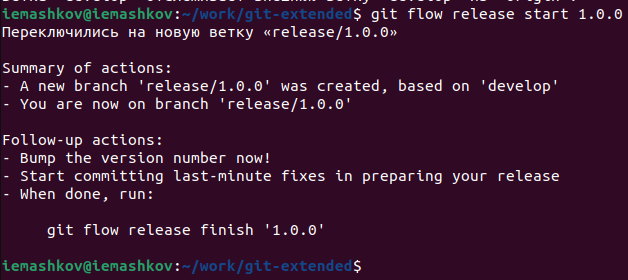 iemashkov@iemashkov:~/work/git-extended$ git flow release start 1.0.0
Переключились на новую ветку «release/1.0.0»
Summary of actions:
- A new branch 'release/1.0.0' was created, based on 'develop'
- You are now on branch 'release/1.0.0'
Follow-up actions:
- Bump the version number now!
- Start committing last-minute fixes in preparing your release
- When done, run:
git flow release finish '1.0.0'
iemashkov@iemashkov:~/work/git-extended$